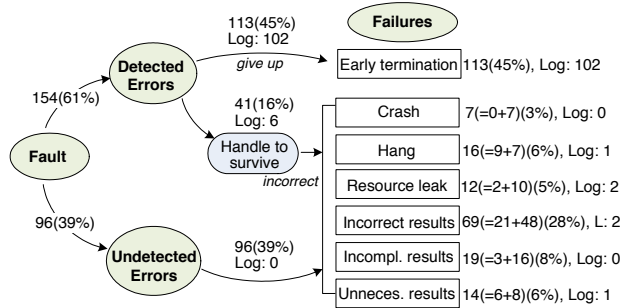 113(45%)
Log: 102
give up
Failures
Detected
Errors
Early termination 113(45%), Log: 102
154(61%)
41(16%)
Log: 6
Crash 7(=0+7)(3%), Log: 0
Handle to
survive
Hang 16(=9+7)(6%), Log: 1
Fault
incorrect
Resource leak 12(=2+10)(5%), Log: 2
Incorrect results 69(=21+48)(28%), L: 2
96(39%)
96(39%)
Log: 0
Undetected
Errors
Incompl. results 19(=3+16)(8%), Log: 0
Unneces. results 14(=6+8)(6%), Log: 1